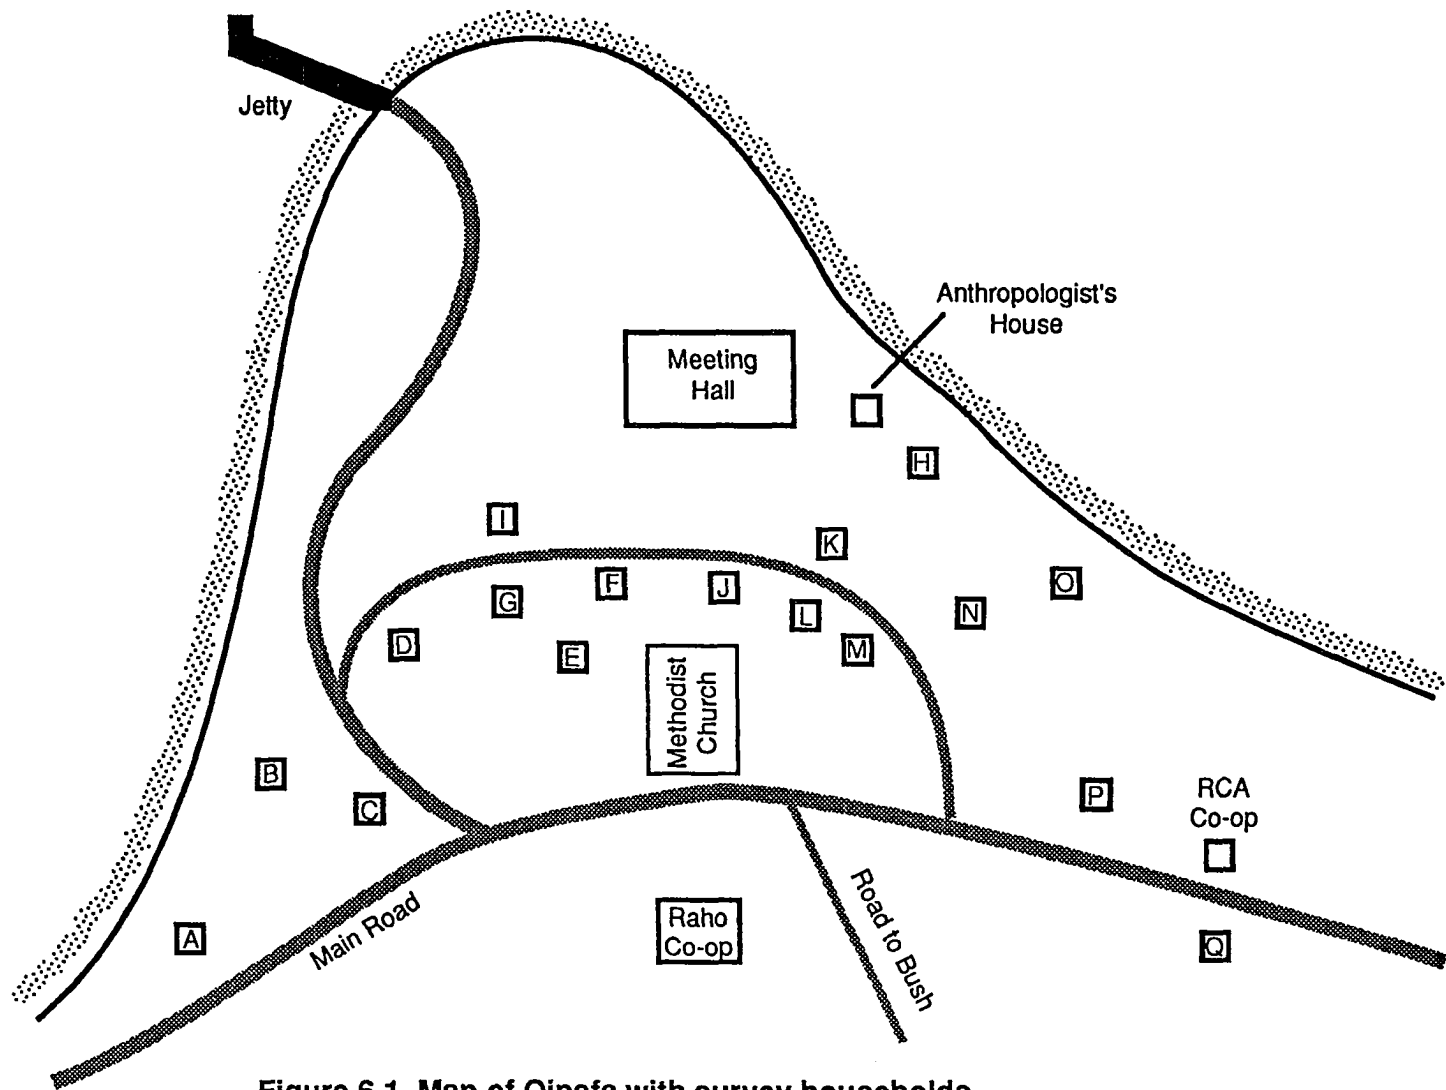 Jetty
Anthropologist's
House
Meeting
Hall
H
I
K
F
J
O
G
L
N
D
E
M
Methodist
Church
B
C
P
RCA
Co-op
A
Main Road
Raho
Co-op
Road to Bush
Q
Figure 6.1 Map of Oinafa with survey households